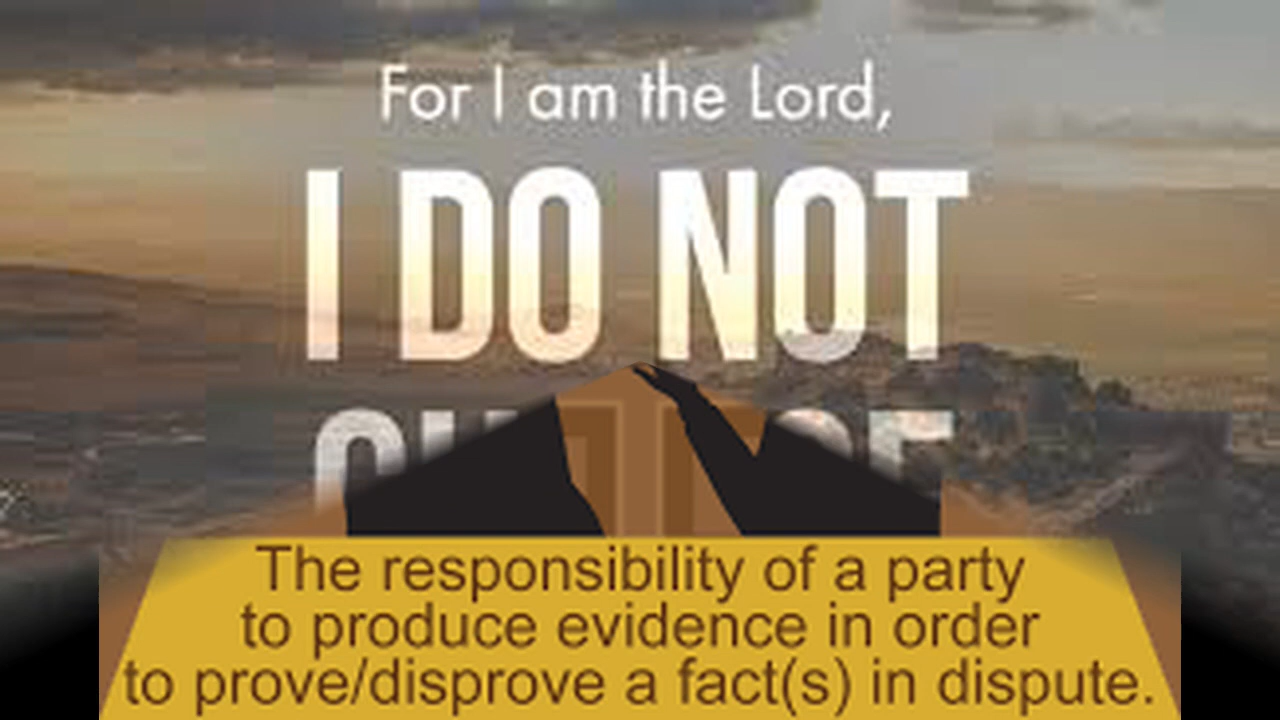 For I am the Lord,
I DO NOT
The responsibility of a party
to produce evidence in order
to prove/disprove a fact(s) in dispute.